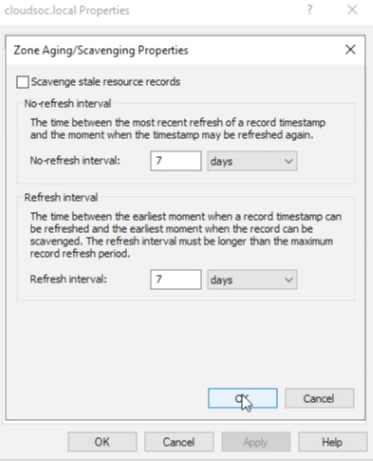 cloudsoc.local Properties ? ×
Zone Aging/Scavenging Properties ×
Scavenge stale resource records
No-refresh interval
The time between the most recent refresh of a record timestamp
and the moment when the timestamp may be refreshed again.
No-refresh interval: 7 days
Refresh interval
The time between the earliest moment when a record timestamp can
be refreshed and the earliest moment when the record can be
scavenged. The refresh interval must be longer than the maximum
record refresh period.
Refresh interval: 7 days
OK Cancel
OK Cancel Apply Help